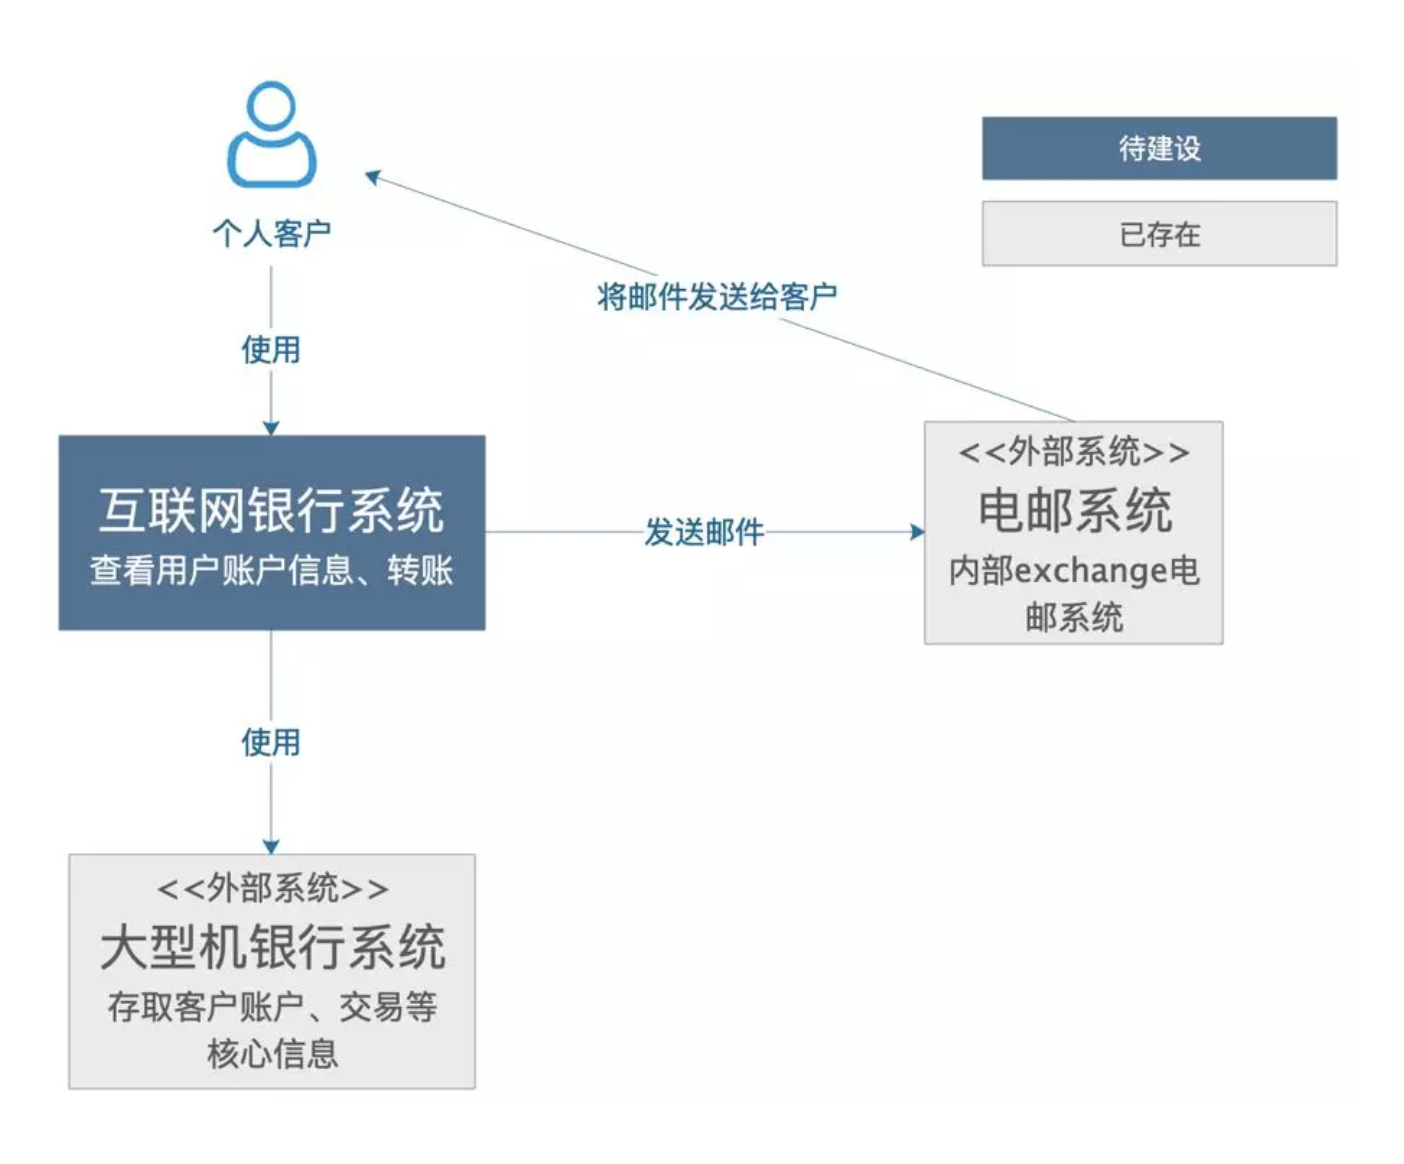 待建设
已存在
个人客户
将邮件发送给客户
使用
互联网银行系统
查看用户账户信息、转账
发送邮件
<<外部系统>>
电邮系统
内部exchange电
邮系统
使用
<<外部系统>>
大型机银行系统
存取客户账户、交易等
核心信息